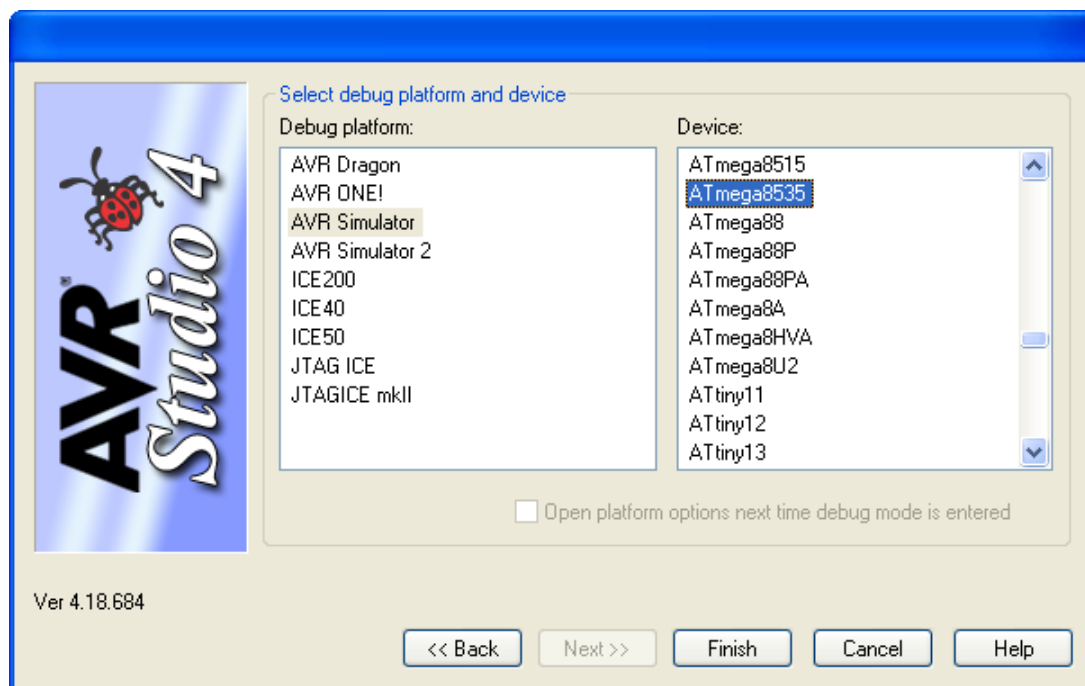 Select debug platform and device
Debug platform:
AVR Dragon
AVR ONE!
AVR Simulator
AVR Simulator 2
ICE200
ICE40
ICE50
JTAG ICE
JTAGICE mkII
Device:
ATmega8515
ATmega8535
ATmega88
ATmega88P
ATmega88PA
ATmega8A
ATmega8HVA
ATmega8U2
ATtiny11
ATtiny12
ATtiny13
Open platform options next time debug mode is entered
AVR®
Studio 4
Ver 4.18.684
<< Back
Next >>
Finish
Cancel
Help